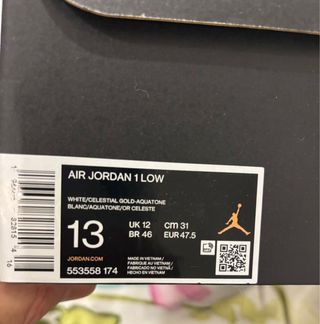 AIR JORDAN 1 LOW
WHITE/CELESTIAL GOLD-AQUATONE
BLANC/AQUATONE/OR CELESTE
13
UK 12
CM 31
BR 46
EUR 47.5
JORDAN.COM
553558 174
MADE IN VIETNAM /
FABRIQUÉ AU VIETNAM /
FABRICADO NO VIETNÃ /
HECHO EN VIETNAM